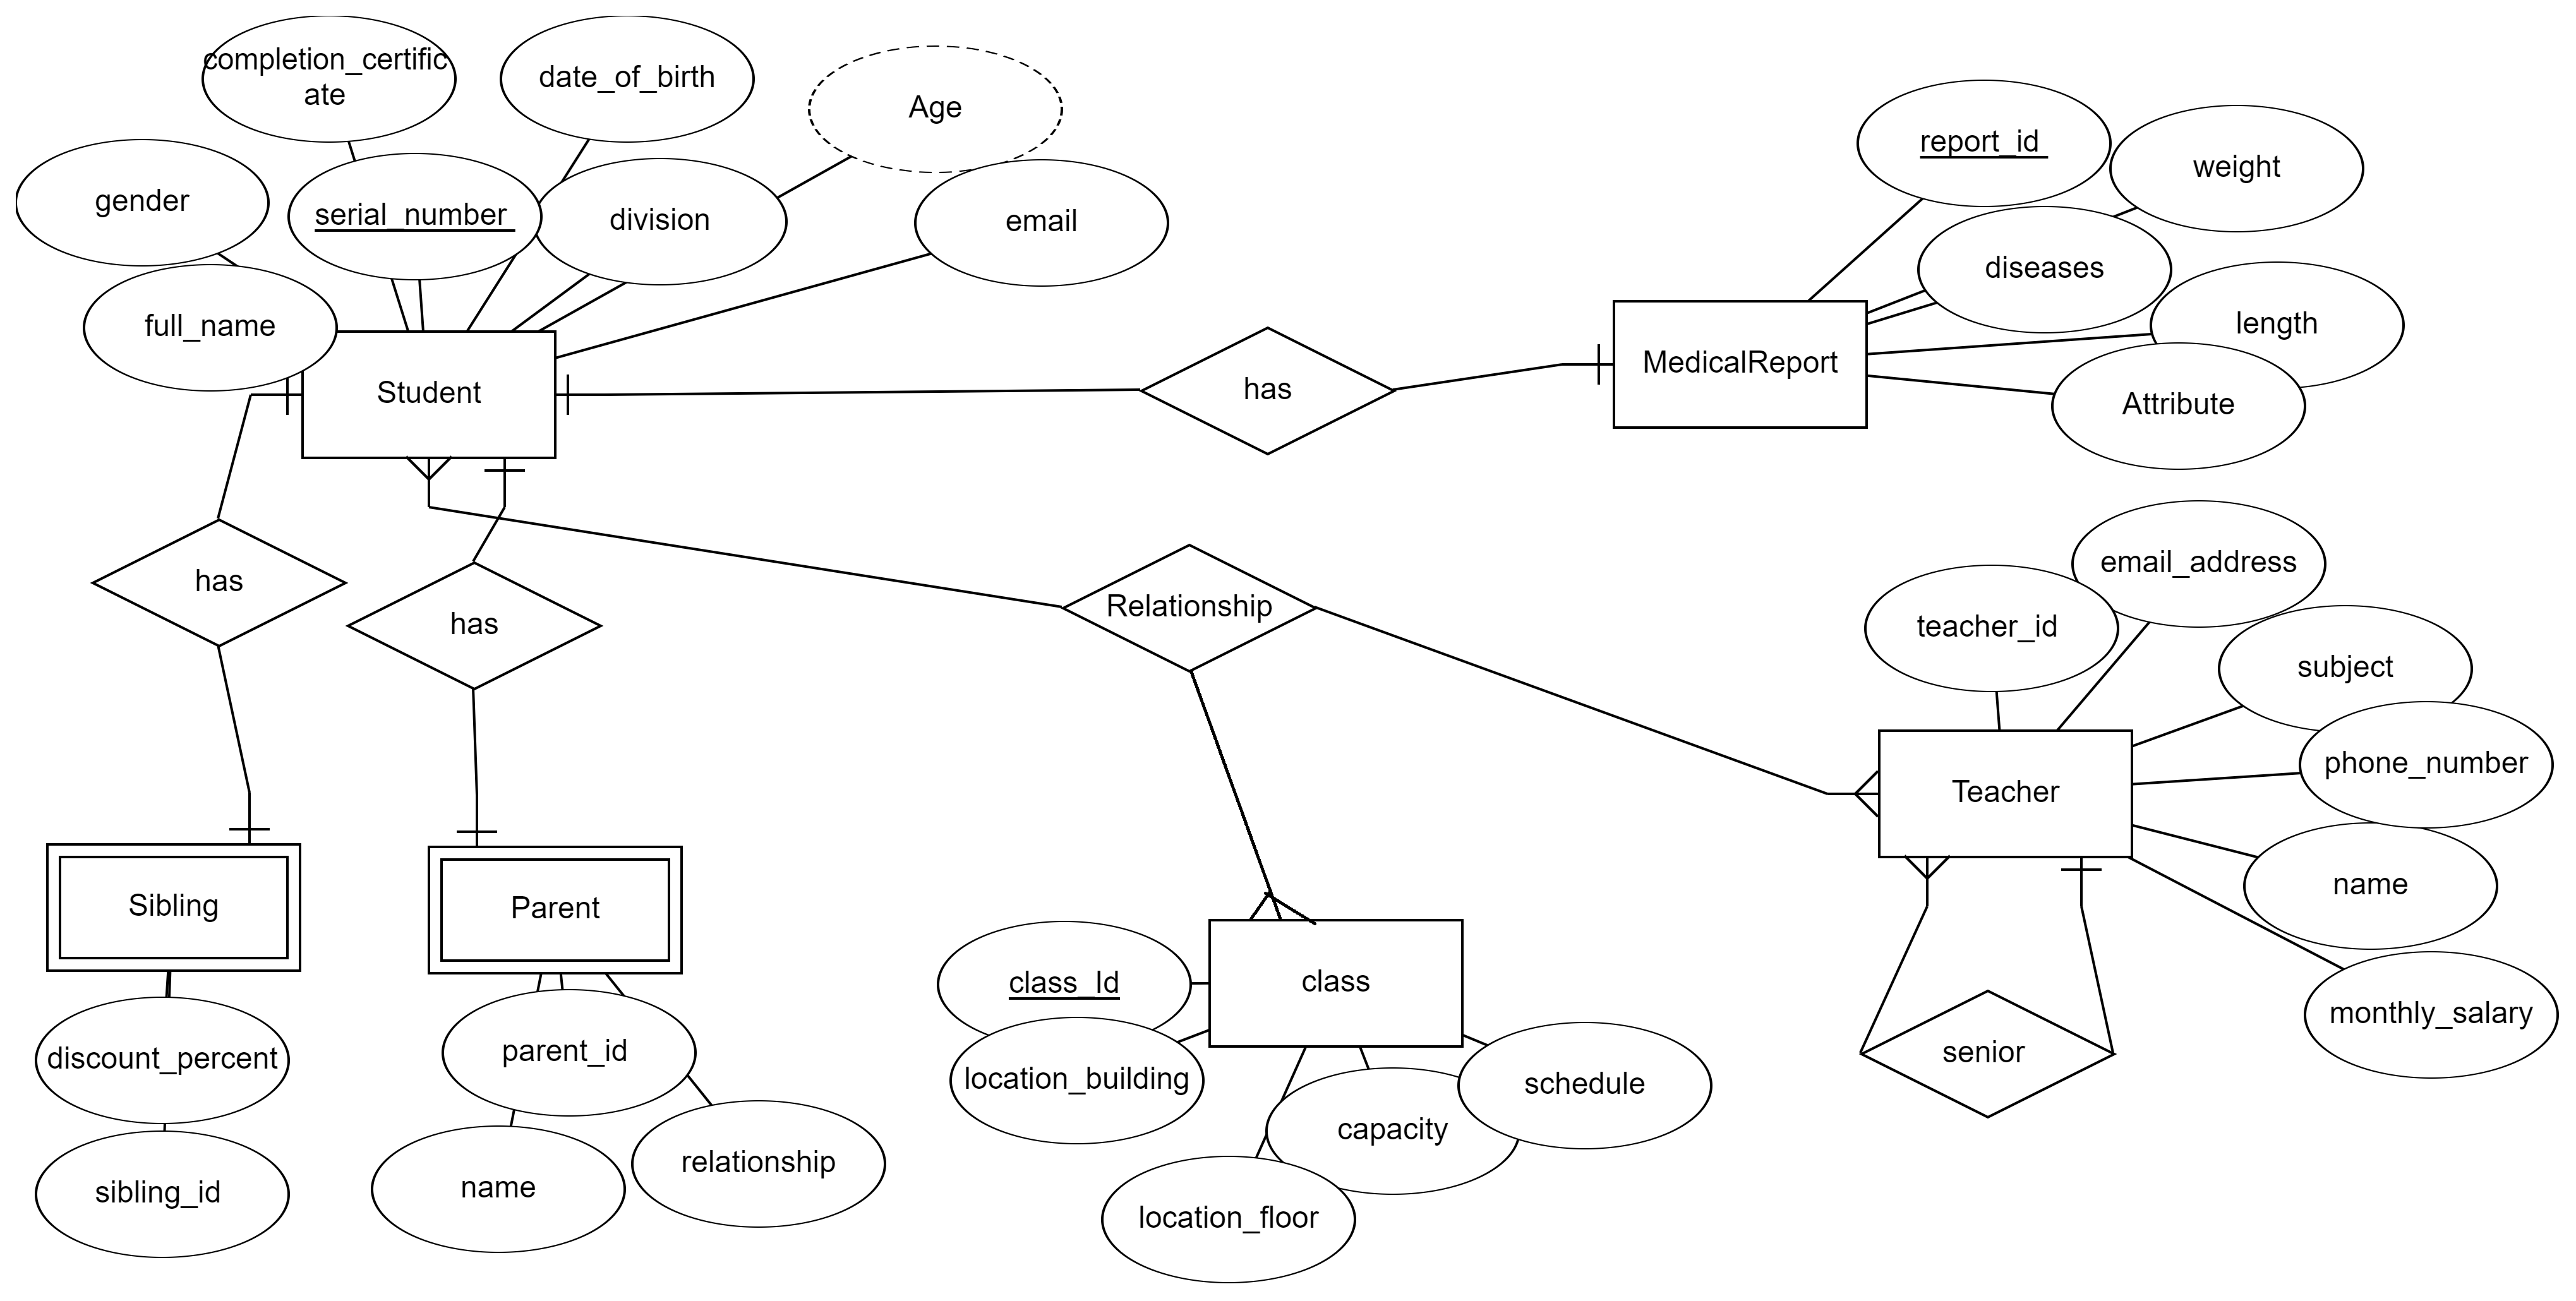 completion_certific
ate
date_of_birth
Age
report_id
weight
gender
serial_number
division
email
diseases
full_name
length
Student
has
MedicalReport
Attribute
has
has
Relationship
email_address
teacher_id
subject
phone_number
Teacher
name
Sibling
Parent
class_Id
class
monthly_salary
discount_percent
parent_id
location_building
schedule
senior
capacity
sibling_id
name
relationship
location_floor